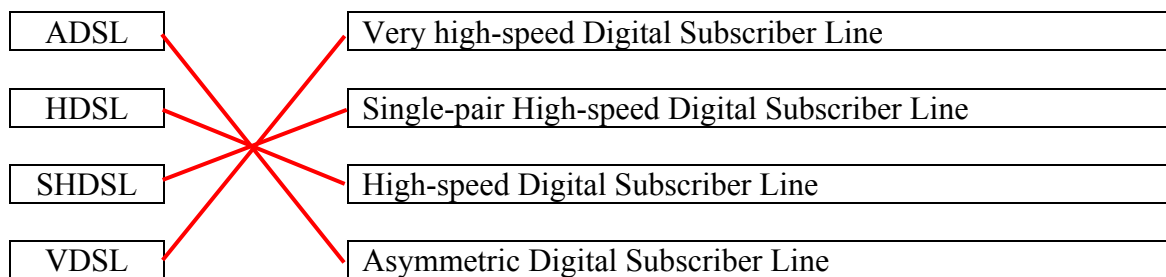 ADSL Very high-speed Digital Subscriber Line
HDSL Single-pair High-speed Digital Subscriber Line
SHDSL High-speed Digital Subscriber Line
VDSL Asymmetric Digital Subscriber Line